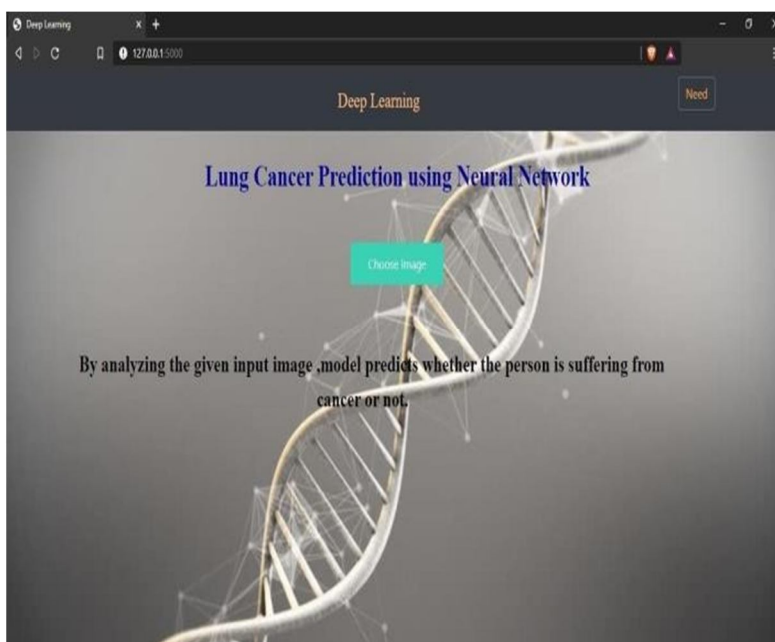 Deep Learning
127.0.0.1:5000
Deep Learning
Need
Lung Cancer Prediction using Neural Network
Choose Image
By analyzing the given input image ,model predicts whether the person is suffering from
cancer or not.